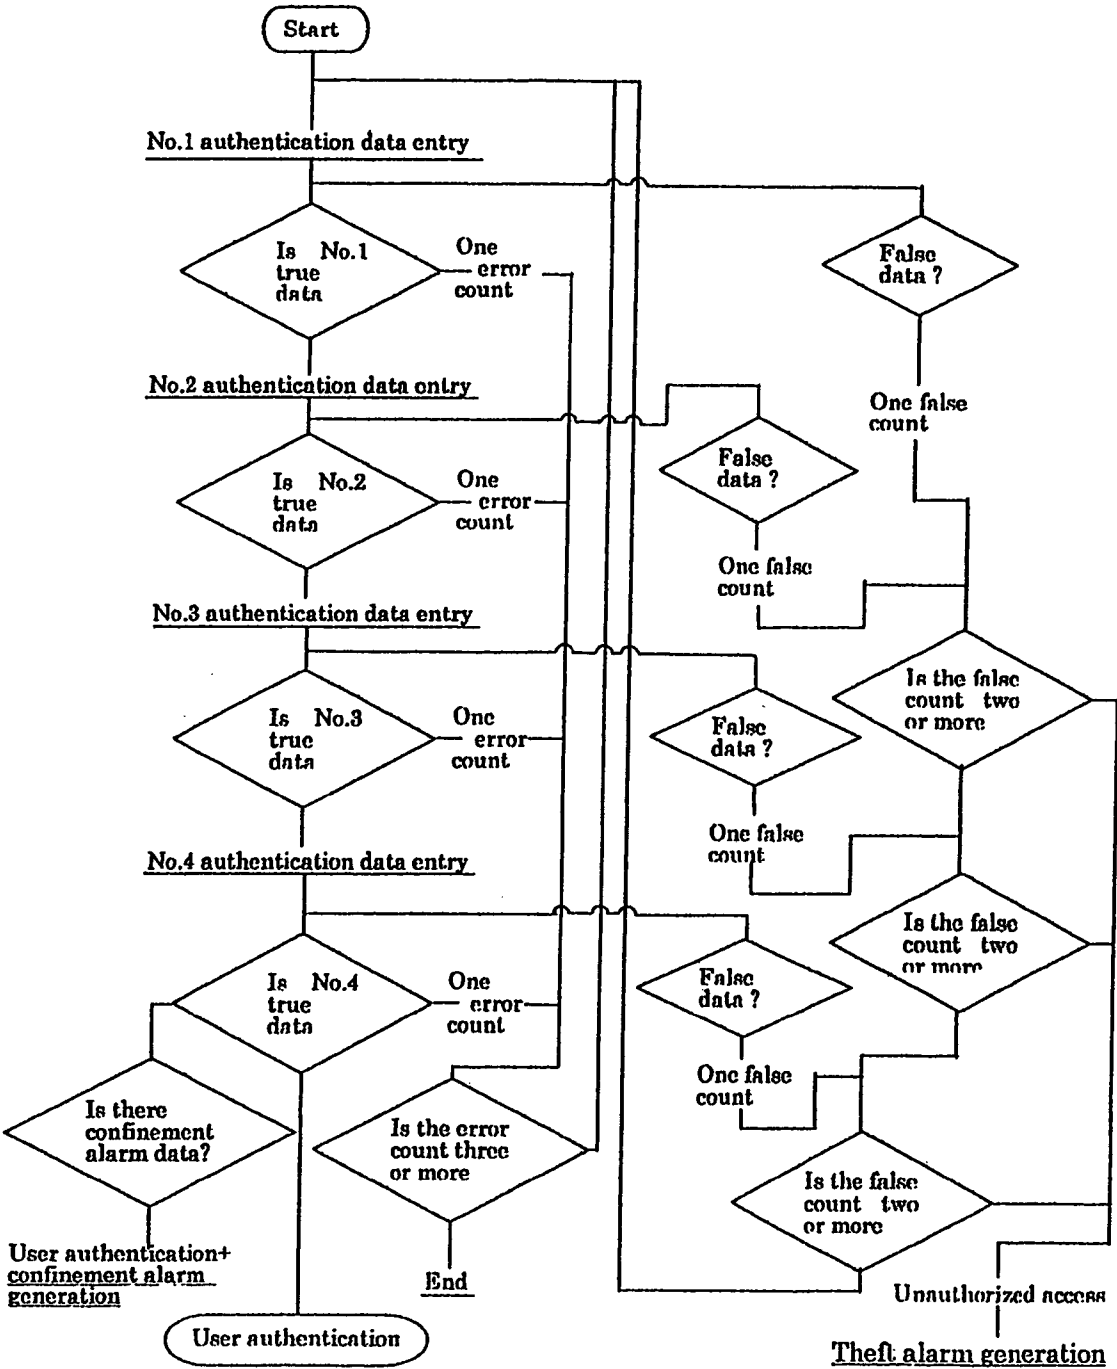 Start
No.1 authentication data entry
Is No.1
true
data
One
error
count
False
data ?
One false
count
No.2 authentication data ontry
Is No.2
true
data
One
error
count
False
data ?
One false
count
No.3 authentication data entry
Is No.3
true
data
One
error
count
False
data ?
One false
count
Is the false
count two
or more
No.4 authentication data entry
Is No.4
true
data
One
error
count
False
data ?
One false
count
Is the false
count two
or more
Is there
confinement
alarm data?
Is the error
count three
or more
Is the false
count two
or more
User authentication+
confinement alarm
generation
End
User authentication
Unauthorized access
Theft alarm generation